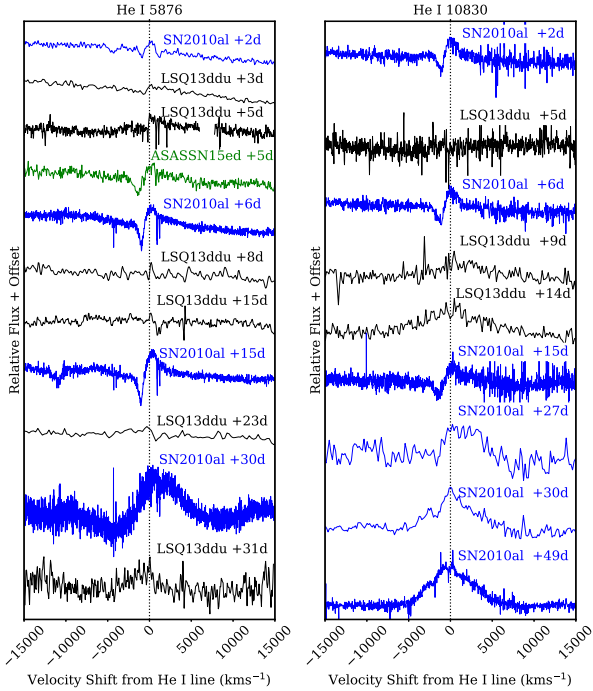 He I 5876
SN2010al +2d
LSQ13ddu +3d
LSQ13ddu +5d
ASASSN15ed +5d
SN2010al +6d
LSQ13ddu +8d
LSQ13ddu +15d
SN2010al +15d
LSQ13ddu +23d
SN2010al +30d
LSQ13ddu +31d
Relative Flux + Offset
−15000 −10000 −5000 0 5000 10000 15000
Velocity Shift from He I line (kms⁻¹)
He I 10830
SN2010al +2d
LSQ13ddu +5d
SN2010al +6d
LSQ13ddu +9d
LSQ13ddu +14d
SN2010al +15d
SN2010al +27d
SN2010al +30d
SN2010al +49d
Relative Flux + Offset
−15000 −10000 −5000 0 5000 10000 15000
Velocity Shift from He I line (kms⁻¹)